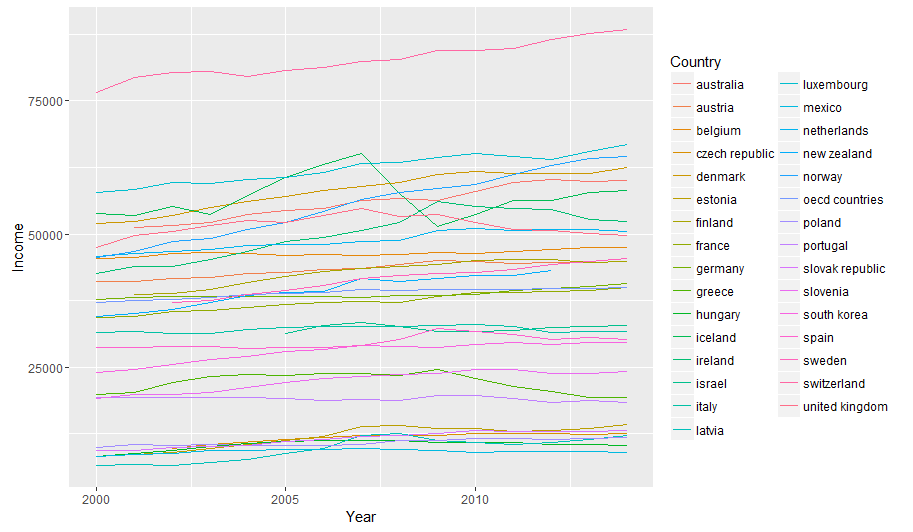 75000
50000
25000
Income
2000
2005
2010
Year
Country
australia
austria
belgium
czech republic
denmark
estonia
finland
france
germany
greece
hungary
iceland
ireland
israel
italy
latvia
luxembourg
mexico
netherlands
new zealand
norway
oecd countries
poland
portugal
slovak republic
slovenia
south korea
spain
sweden
switzerland
united kingdom